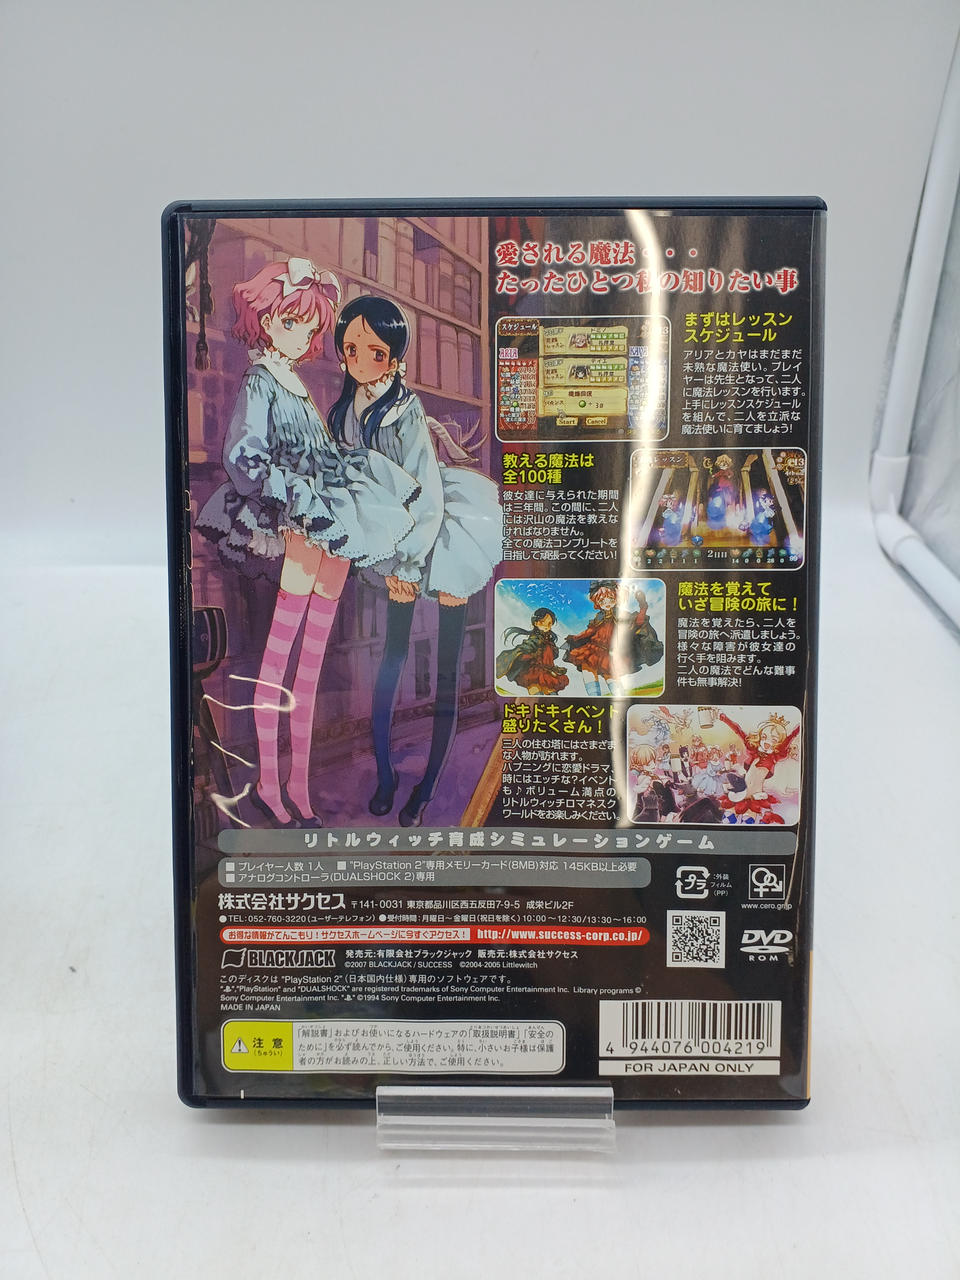 愛される魔法・・・
たったひとつ私の知りたい事
まずはレッスン
スケジュール
アリアとカヤはまだまだ
未熟な魔法使い。プレイ
ヤーは先生となって、二人
に魔法レッスンを行います。
上手にレッスンスケジュール
を組んで、二人を立派な
魔法使いに育てましょう!
スケジュール
Start
Cancel
教える魔法は
全100種
彼女達に与えられた期間
は三年間。この間に、二人
には沢山の魔法を教えな
ければなりません。
全ての魔法コンプリートを
目指して頑張ってください!
レッスン
2日目
魔法を覚えて
いざ冒険の旅に!
魔法を覚えたら、二人を
冒険の旅へ派遣しましょう。
様々な障害が彼女達の
行く手を阻みます。
二人の魔法でどんな難事
件も無事解決!
ドキドキイベント
盛りたくさん!
三人の住む塔にはさまざま
な人物が訪れます。
ハプニングに恋愛ドラマ、
時にはエッチな?イベント
も♪ボリューム満点の
リトルウィッチロマネスク
ワールドをお楽しみください。
リトルウィッチ育成シミュレーションゲーム
■ プレイヤー人数 1人 ■ "PlayStation 2"専用メモリーカード(8MB)対応 145KB以上必要
■ アナログコントローラ(DUALSHOCK 2)専用
株式会社サクセス 〒141-0031 東京都品川区西五反田7-9-5 成栄ビル2F
●TEL:052-760-3220(ユーザーテレフォン) ●受付時間:月曜日～金曜日(祝日を除く)10:00～12:30/13:30～16:00
お得な情報がてんこもり!サクセスホームページに今すぐアクセス! http://www.success-corp.co.jp/
BLACK JACK 発売元:有限会社ブラックジャック 販売元:株式会社サクセス
©2007 BLACKJACK/SUCCESS ©2004-2005 Littlewitch
このディスクは "PlayStation 2"(日本国内仕様)専用のソフトウェアです。
"PlayStation" and "DUALSHOCK" are registered trademarks of Sony Computer Entertainment Inc. Library programs ©
Sony Computer Entertainment Inc. ©1994 Sony Computer Entertainment Inc.
MADE IN JAPAN
プラ
:外装
フィルム
(PP)
www.cero.gr.jp
DVD
ROM
注意
(ちゅうい)
「解説書」およびお使いになるハードウェアの「取扱説明書」「安全の
ために」を必ず読んでから、ご使用ください。特に、小さいお子様は保護
者の方がお読みの上、正しい方法で、ご使用ください。
4 944076 004219
FOR JAPAN ONLY